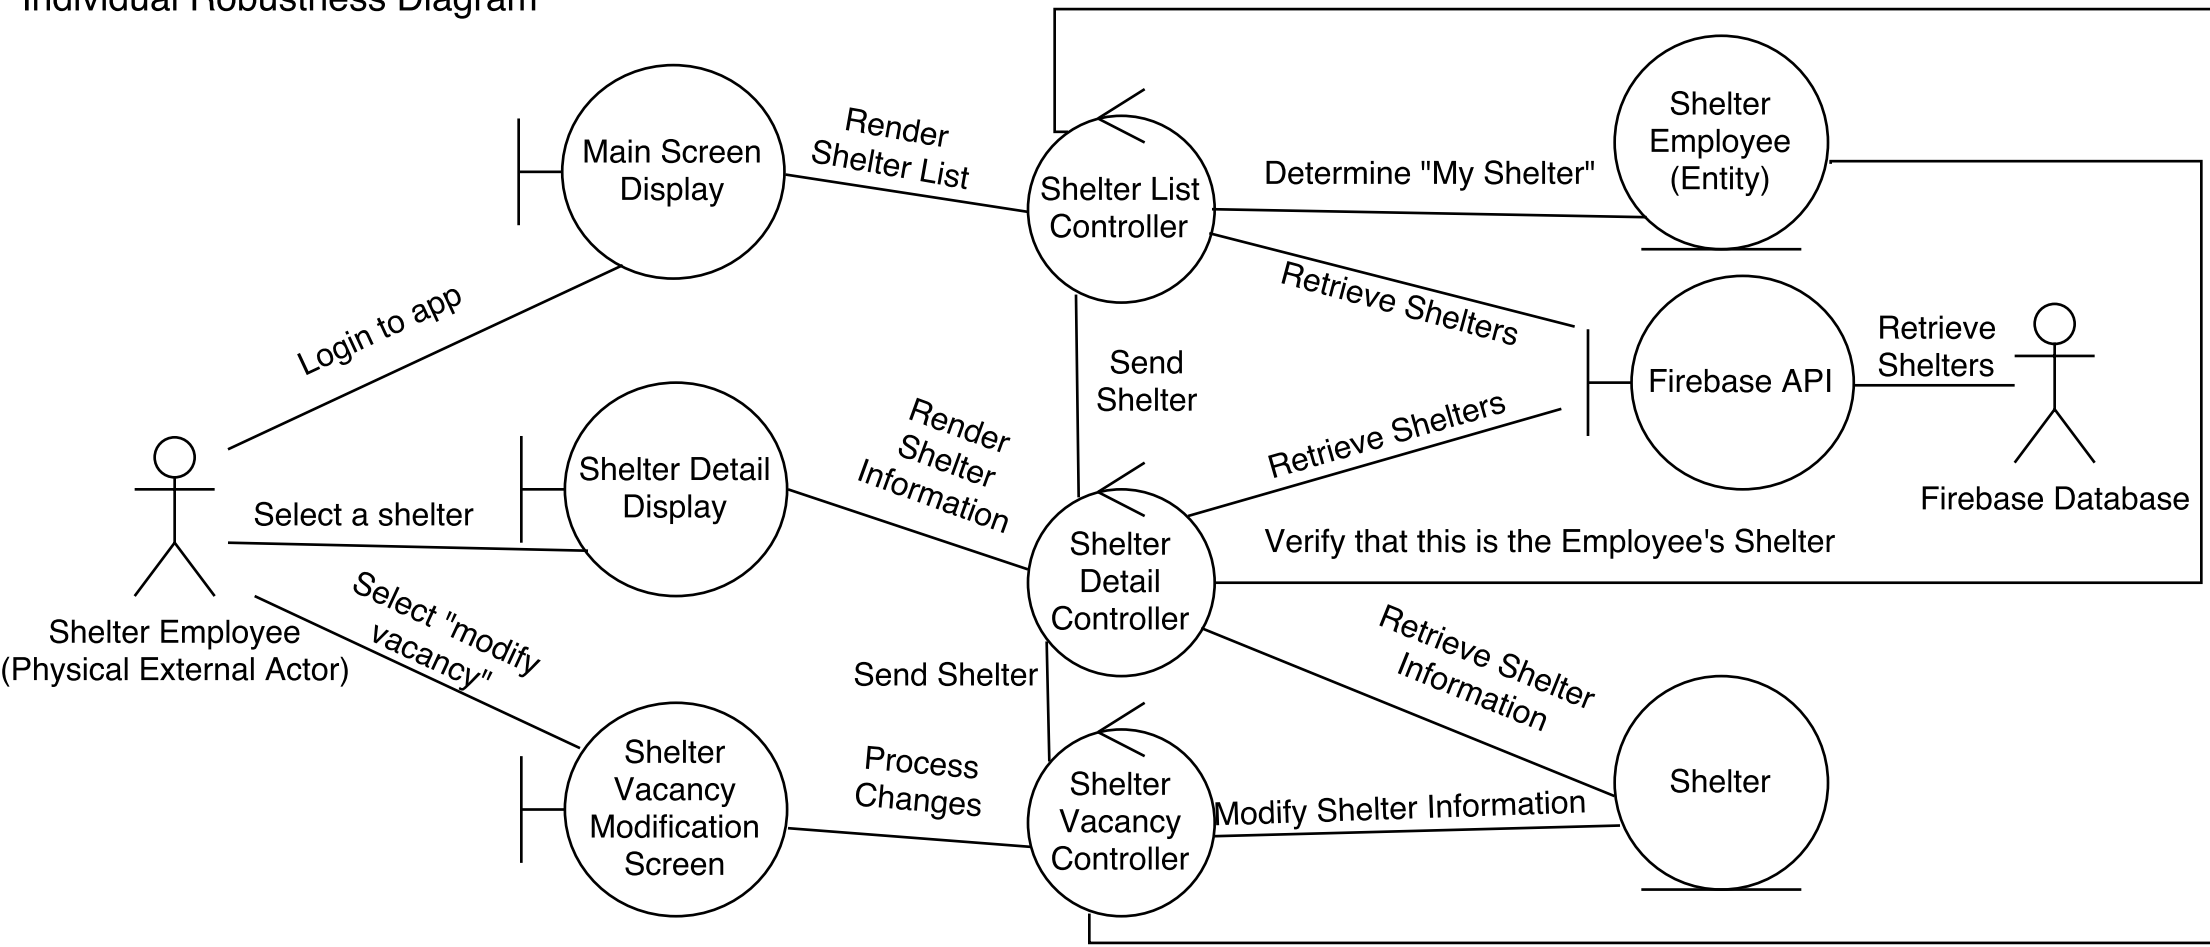 Individual Robustness Diagram
Main Screen
Display
Render
Shelter List
Shelter List
Controller
Determine "My Shelter"
Shelter
Employee
(Entity)
Login to app
Retrieve Shelters
Send
Shelter
Firebase API
Retrieve
Shelters
Firebase Database
Shelter Employee
(Physical External Actor)
Select a shelter
Shelter Detail
Display
Render
Shelter
Information
Retrieve Shelters
Shelter
Detail
Controller
Verify that this is the Employee's Shelter
Select "modify
vacancy"
Send Shelter
Retrieve Shelter
Information
Shelter
Vacancy
Modification
Screen
Process
Changes
Shelter
Vacancy
Controller
Modify Shelter Information
Shelter